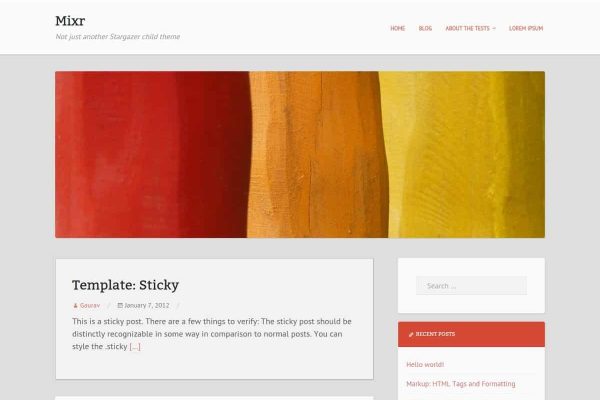 Mixr
Not just another Stargazer child theme
HOME BLOG ABOUT THE TESTS LOREM IPSUM
Template: Sticky
Gaurav / January 7, 2012 /
This is a sticky post. There are a few things to verify: The sticky post should be
distinctly recognizable in some way in comparison to normal posts. You can
style the .sticky [...]
Search ...
RECENT POSTS
Hello world!
Markup: HTML Tags and Formatting